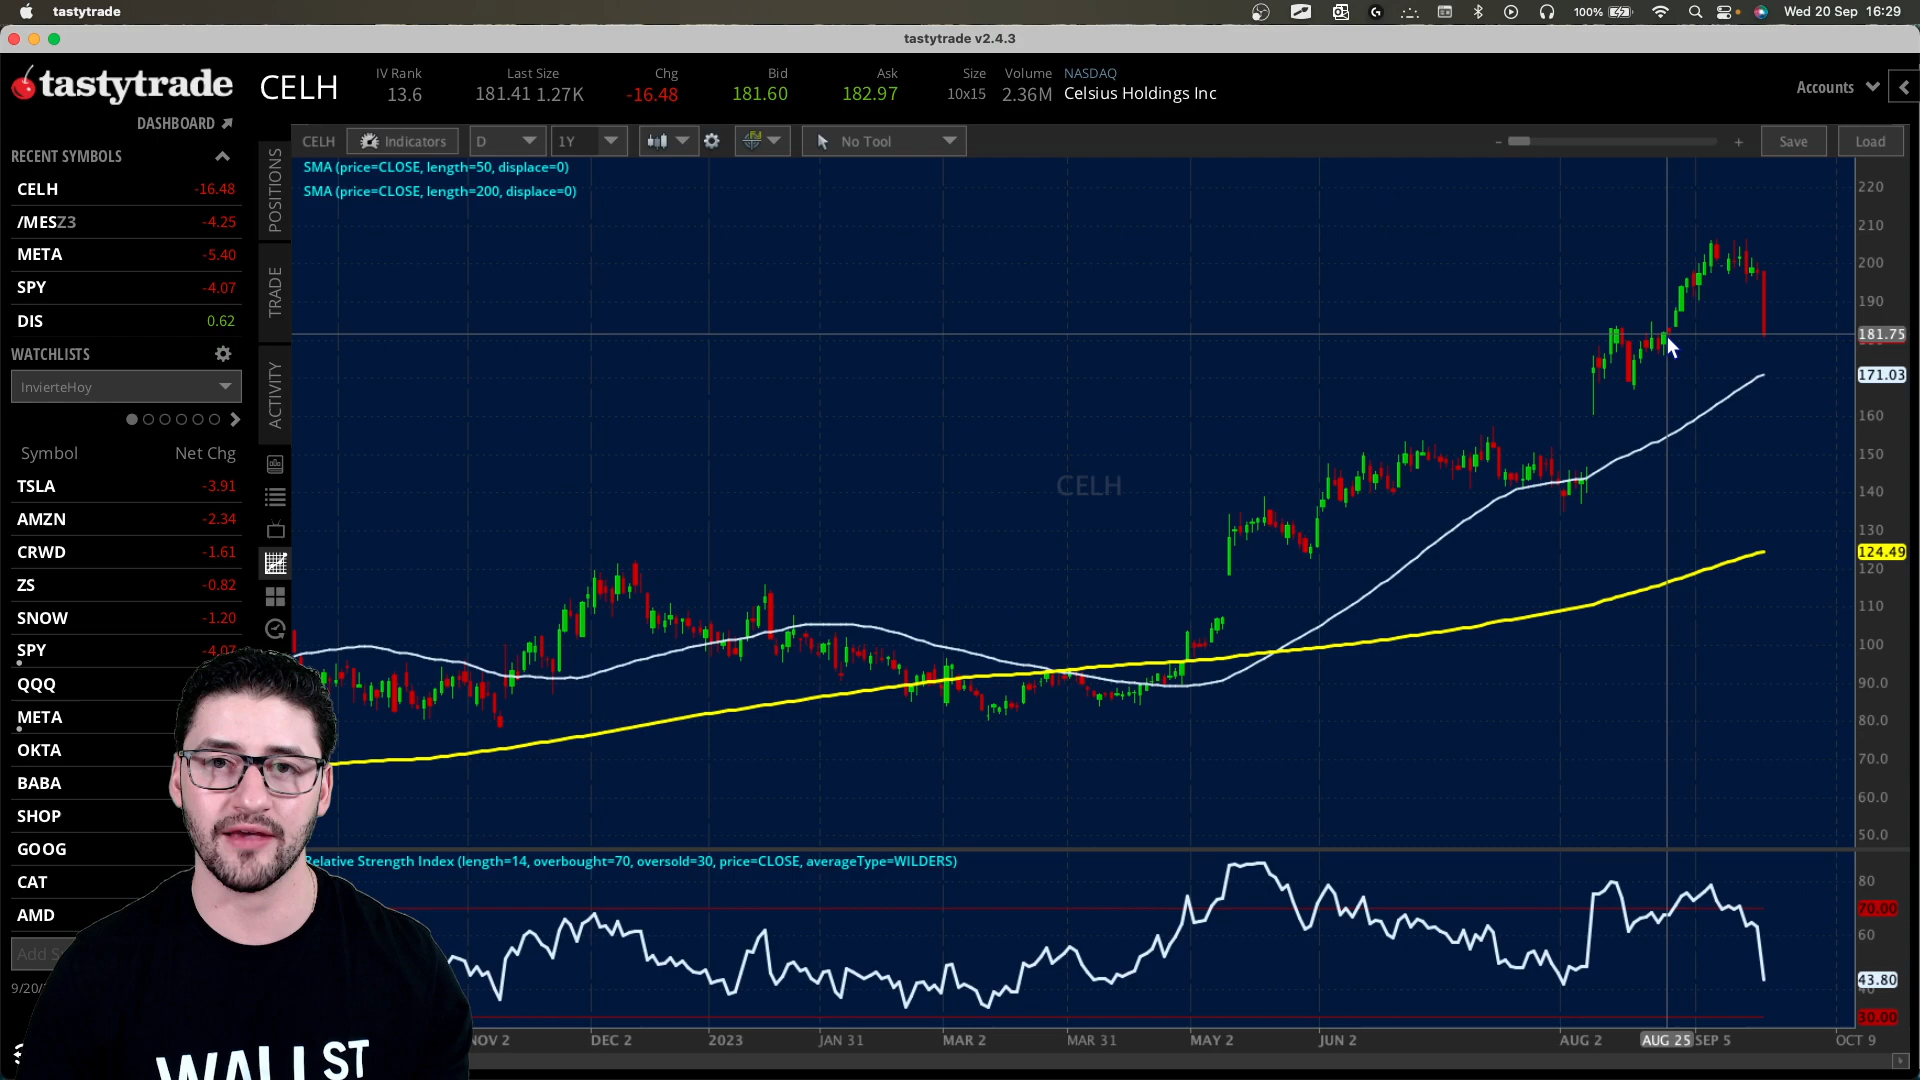 tastytrade
100%
Wed 20 Sep 16:29
tastytrade v2.4.3
tastytrade
DASHBOARD
CELH
IV Rank
13.6
Last Size
181.41 1.27K
Chg
-16.48
Bid
181.60
Ask
182.97
Size
10x15
Volume
2.36M
NASDAQ
Celsius Holdings Inc
Accounts
RECENT SYMBOLS
CELH -16.48
/MESZ3 -4.25
META -5.40
SPY -4.07
DIS 0.62
WATCHLISTS
InvierteHoy
Symbol Net Chg
TSLA -3.91
AMZN -2.34
CRWD -1.61
ZS -0.82
SNOW -1.20
SPY -4.07
QQQ
META
OKTA
BABA
SHOP
GOOG
CAT
AMD
Add
9/20/
POSITIONS
TRADE
ACTIVITY
CELH Indicators D 1Y No Tool - + Save Load
SMA (price=CLOSE, length=50, displace=0)
SMA (price=CLOSE, length=200, displace=0)
CELH
220
210
200
190
181.75
171.03
160
150
140
130
124.49
120
110
100
90.0
80.0
70.0
60.0
50.0
Relative Strength Index (length=14, overbought=70, oversold=30, price=CLOSE, averageType=WILDERS)
80
70.00
60
43.80
30.00
NOV 2 DEC 2 2023 JAN 31 MAR 2 MAR 31 MAY 2 JUN 2 AUG 2 AUG 25 SEP 5 OCT 9
WALL ST